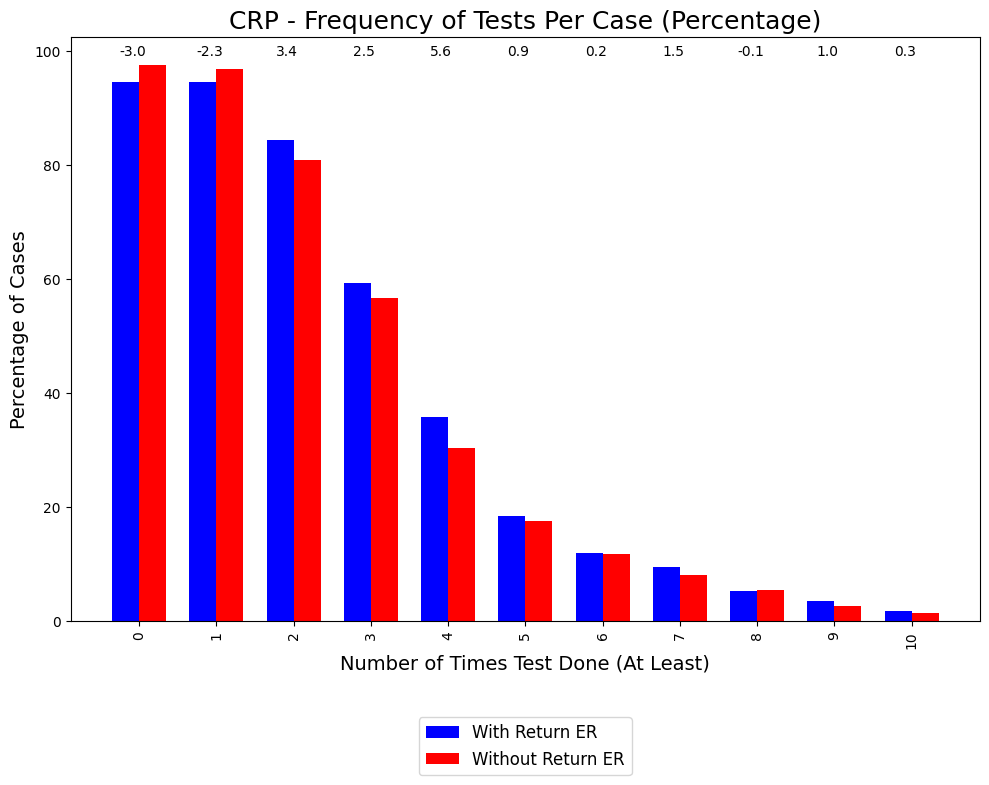 CRP - Frequency of Tests Per Case (Percentage)
100
-3.0 -2.3 3.4 2.5 5.6 0.9 0.2 1.5 -0.1 1.0 0.3
80
60
40
20
0
Percentage of Cases
0 1 2 3 4 5 6 7 8 9 10
Number of Times Test Done (At Least)
With Return ER
Without Return ER